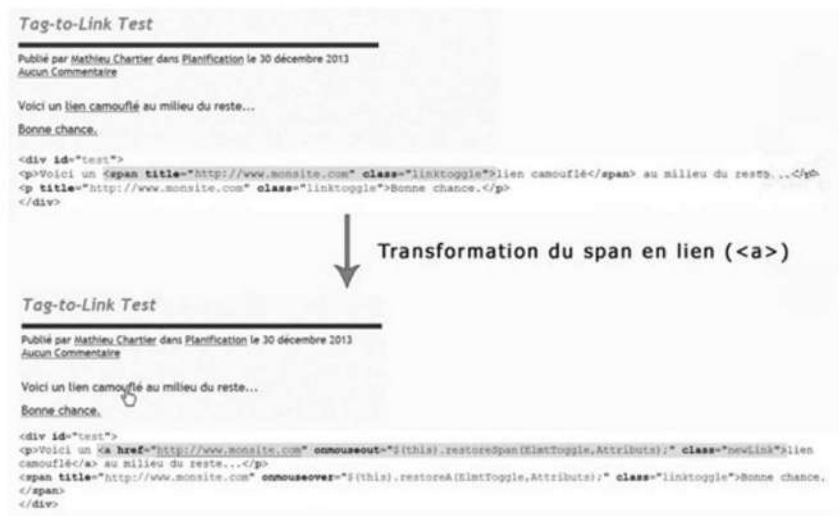 Tag-to-Link Test
Publié par Mathieu Chartier dans Planification le 30 décembre 2013
Aucun Commentaire
Voici un lien camouflé au milieu du reste...
Bonne chance.
<div id="test">
<p>Voici un <span title="http://www.monsite.com" class="linktoggle">lien camouflé</span> au milieu du reste...</p>
<p title="http://www.monsite.com" class="linktoggle">Bonne chance.</p>
</div>
Transformation du span en lien (<a>)
Tag-to-Link Test
Publié par Mathieu Chartier dans Planification le 30 décembre 2013
Aucun Commentaire
Voici un lien camouflé au milieu du reste...
Bonne chance.
<div id="test">
<p>Voici un <a href="http://www.monsite.com" onmouseout="$(this).restoreSpan(ElmtToggle,Attributs);" class="newLink">lien
camouflé</a> au milieu du reste...</p>
<span title="http://www.monsite.com" onmouseover="$(this).restoreA(ElmtToggle,Attributs);" class="linktoggle">Bonne chance.
</span>
</div>